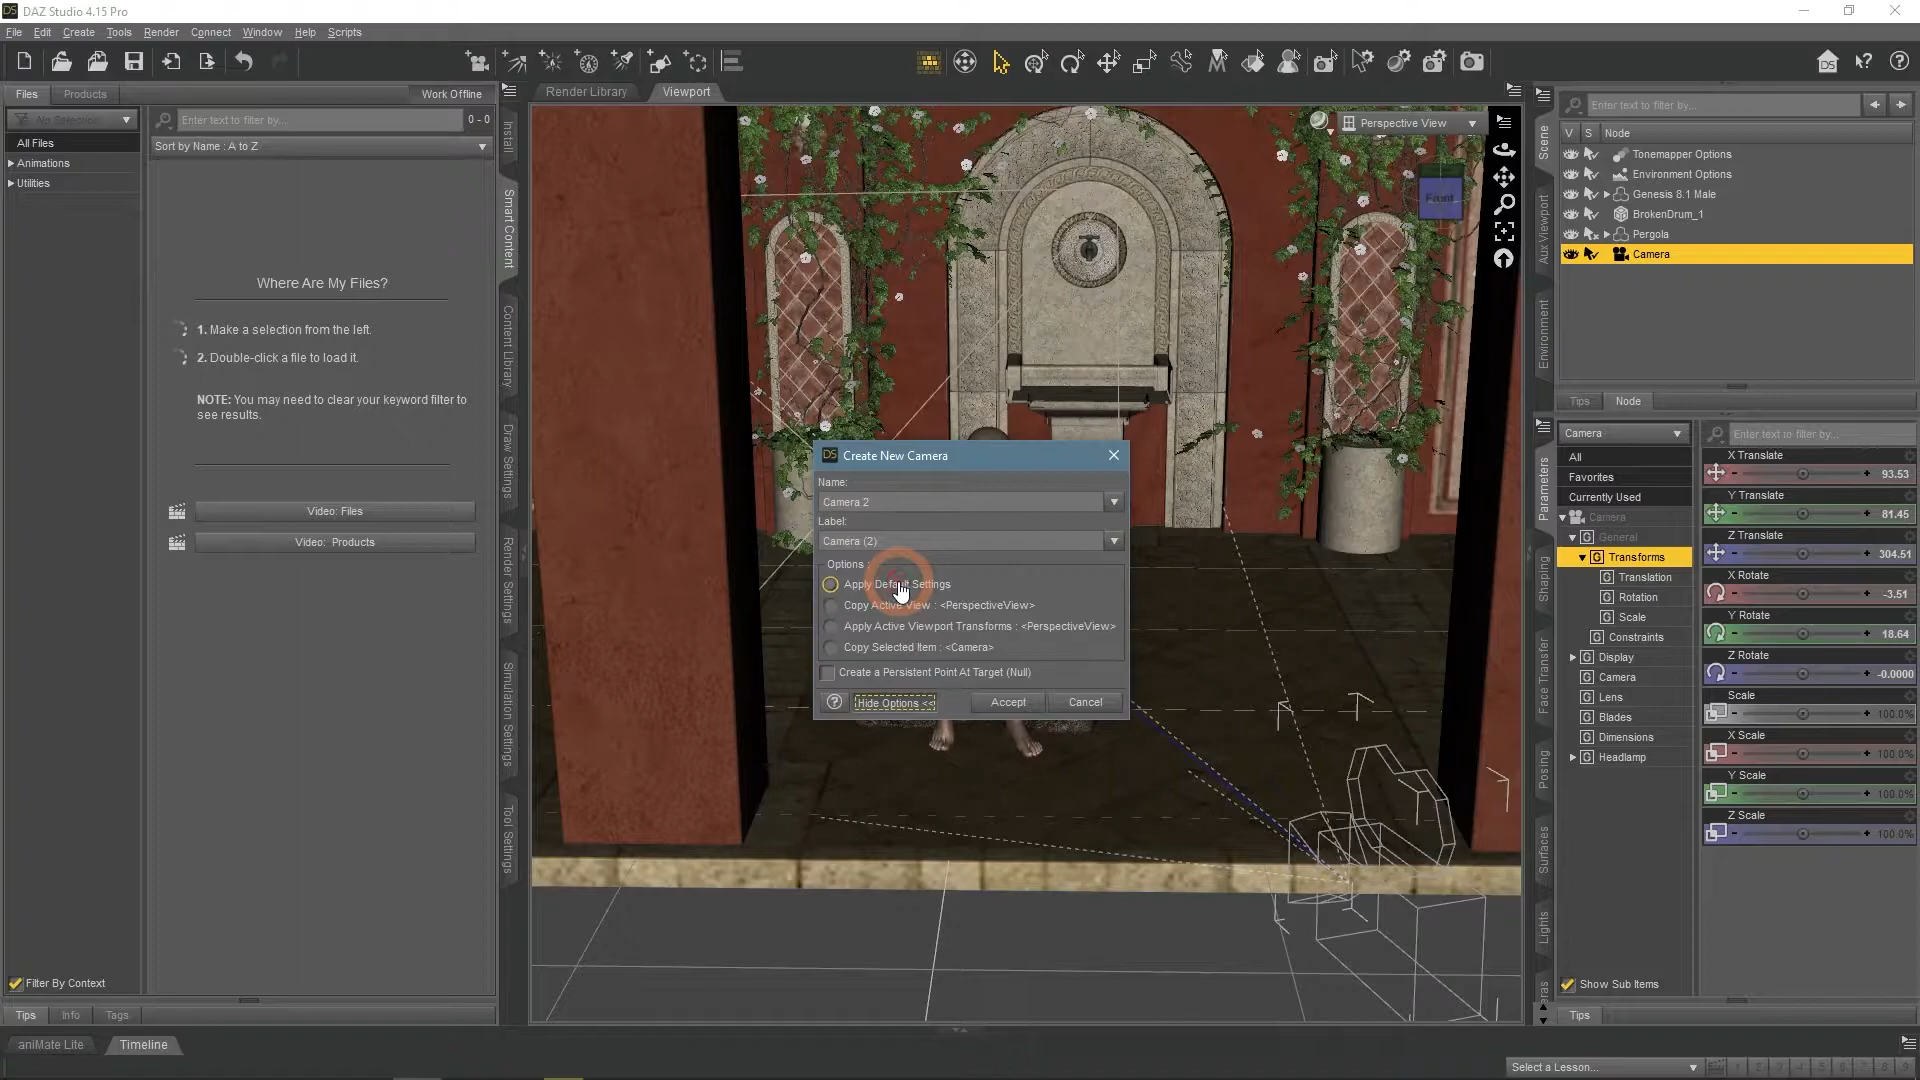 DAZ Studio 4.15 Pro
File Edit Create Tools Render Connect Window Help Scripts
Files Products Work Offline
Render Library Viewport
No Selection
Enter text to filter by... 0 - 0
All Files
Sort by Name : A to Z
Animations
Utilities
Where Are My Files?
1. Make a selection from the left.
2. Double-click a file to load it.
NOTE: You may need to clear your keyword filter to
see results.
Video: Files
Video: Products
Filter By Context
Tips Info Tags
aniMate Lite Timeline
Install
Smart Content
Content Library
Draw Settings
Render Settings
Simulation Settings
Tool Settings
Perspective View
Front
Create New Camera
Name:
Camera 2
Label:
Camera (2)
Options :
Apply Default Settings
Copy Active View : <PerspectiveView>
Apply Active Viewport Transforms : <PerspectiveView>
Copy Selected Item : <Camera>
Create a Persistent Point At Target (Null)
Hide Options << Accept Cancel
Scene
Aux Viewport
Environment
Enter text to filter by...
V S Node
Tonemapper Options
Environment Options
Genesis 8.1 Male
BrokenDrum_1
Pergola
Camera
Tips Node
Parameters
Shaping
Face Transfer
Posing
Surfaces
Lights
Camera
Enter text to filter by...
All
Favorites
Currently Used
Camera
General
Transforms
Translation
Rotation
Scale
Constraints
Display
Camera
Lens
Blades
Dimensions
Headlamp
X Translate
93.53
Y Translate
81.45
Z Translate
304.51
X Rotate
-3.51
Y Rotate
18.64
Z Rotate
-0.0000
Scale
100.0%
X Scale
100.0%
Y Scale
100.0%
Z Scale
100.0%
Show Sub Items
Tips
Select a Lesson...